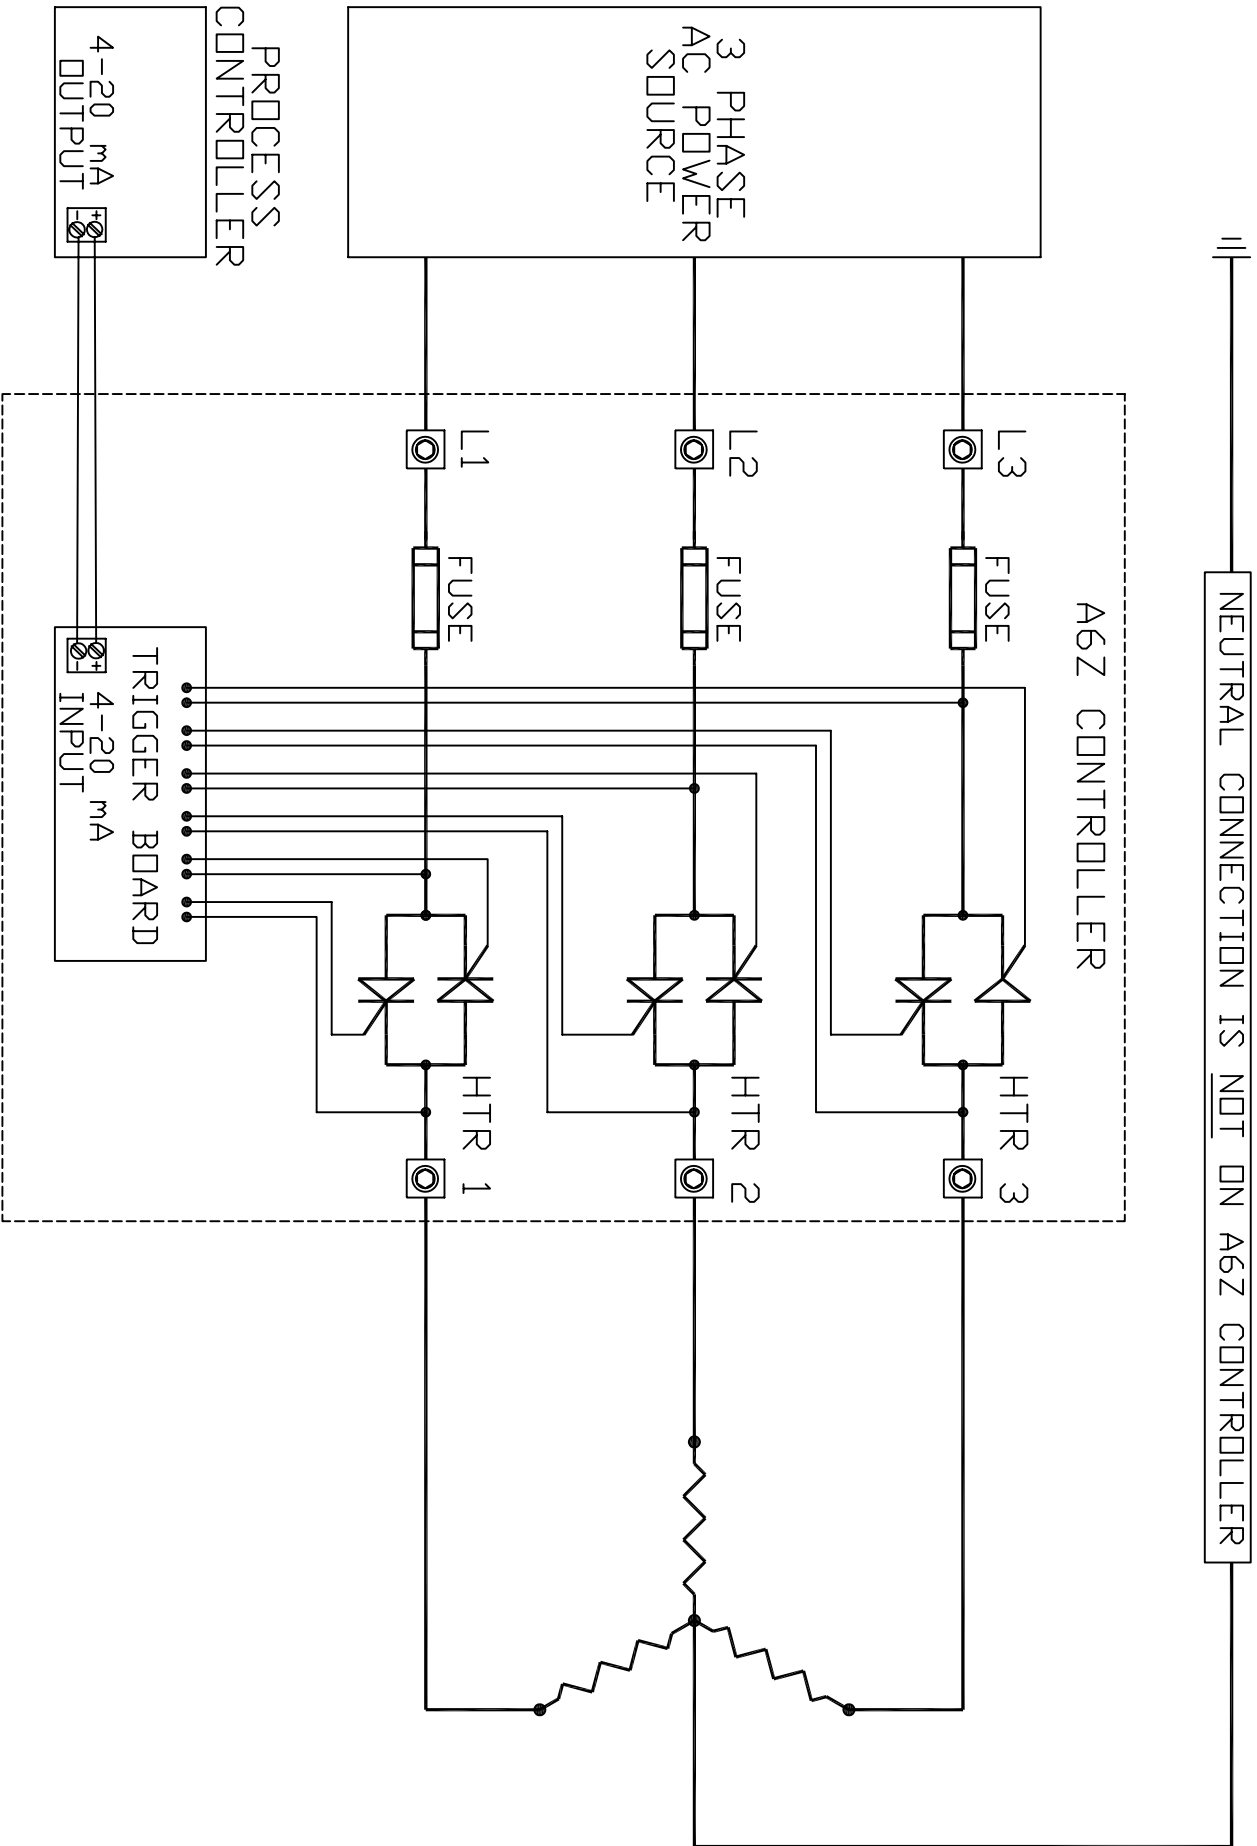 NEUTRAL CONNECTION IS NOT ON A6Z CONTROLLER
A6Z CONTROLLER
3 PHASE
AC POWER
SOURCE
L3
FUSE
HTR 3
L2
FUSE
HTR 2
L1
FUSE
HTR 1
PROCESS
CONTROLLER
4-20 mA
OUTPUT
+
-
TRIGGER BOARD
4-20 mA
INPUT
+
-